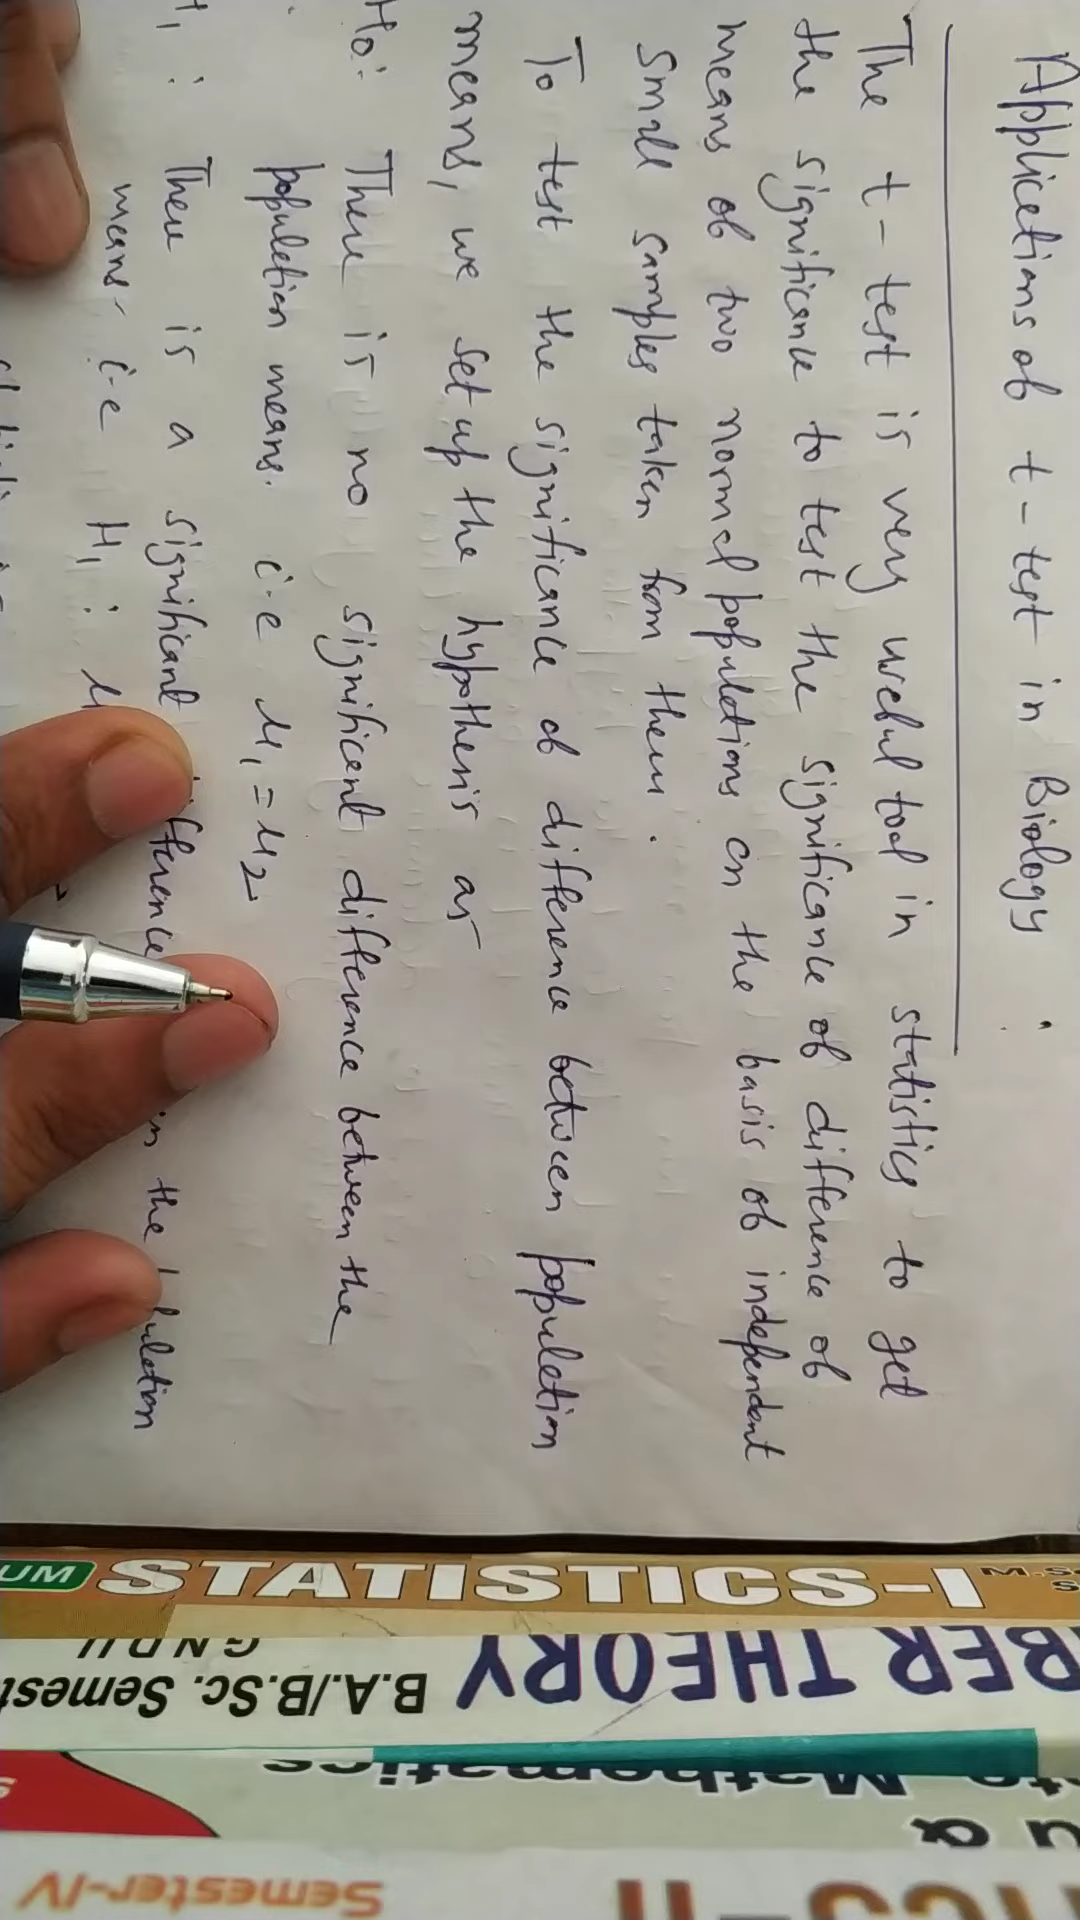 Applications of t-test in Biology :
The t-test is very useful tool in statistics to get
the significance to test the significance of difference of
means of two normal populations on the basis of independent
small samples taken from them.
To test the significance of difference between population
means, we set up the hypothesis as
Ho: There is no significant difference between the
population means. i.e μ1 = μ2
H1 : There is a significant in the
means. i.e H1 :
UM STATISTICS-I
BER THEORY
B.A./B.Sc. Semest
GNDU
Semester-IV